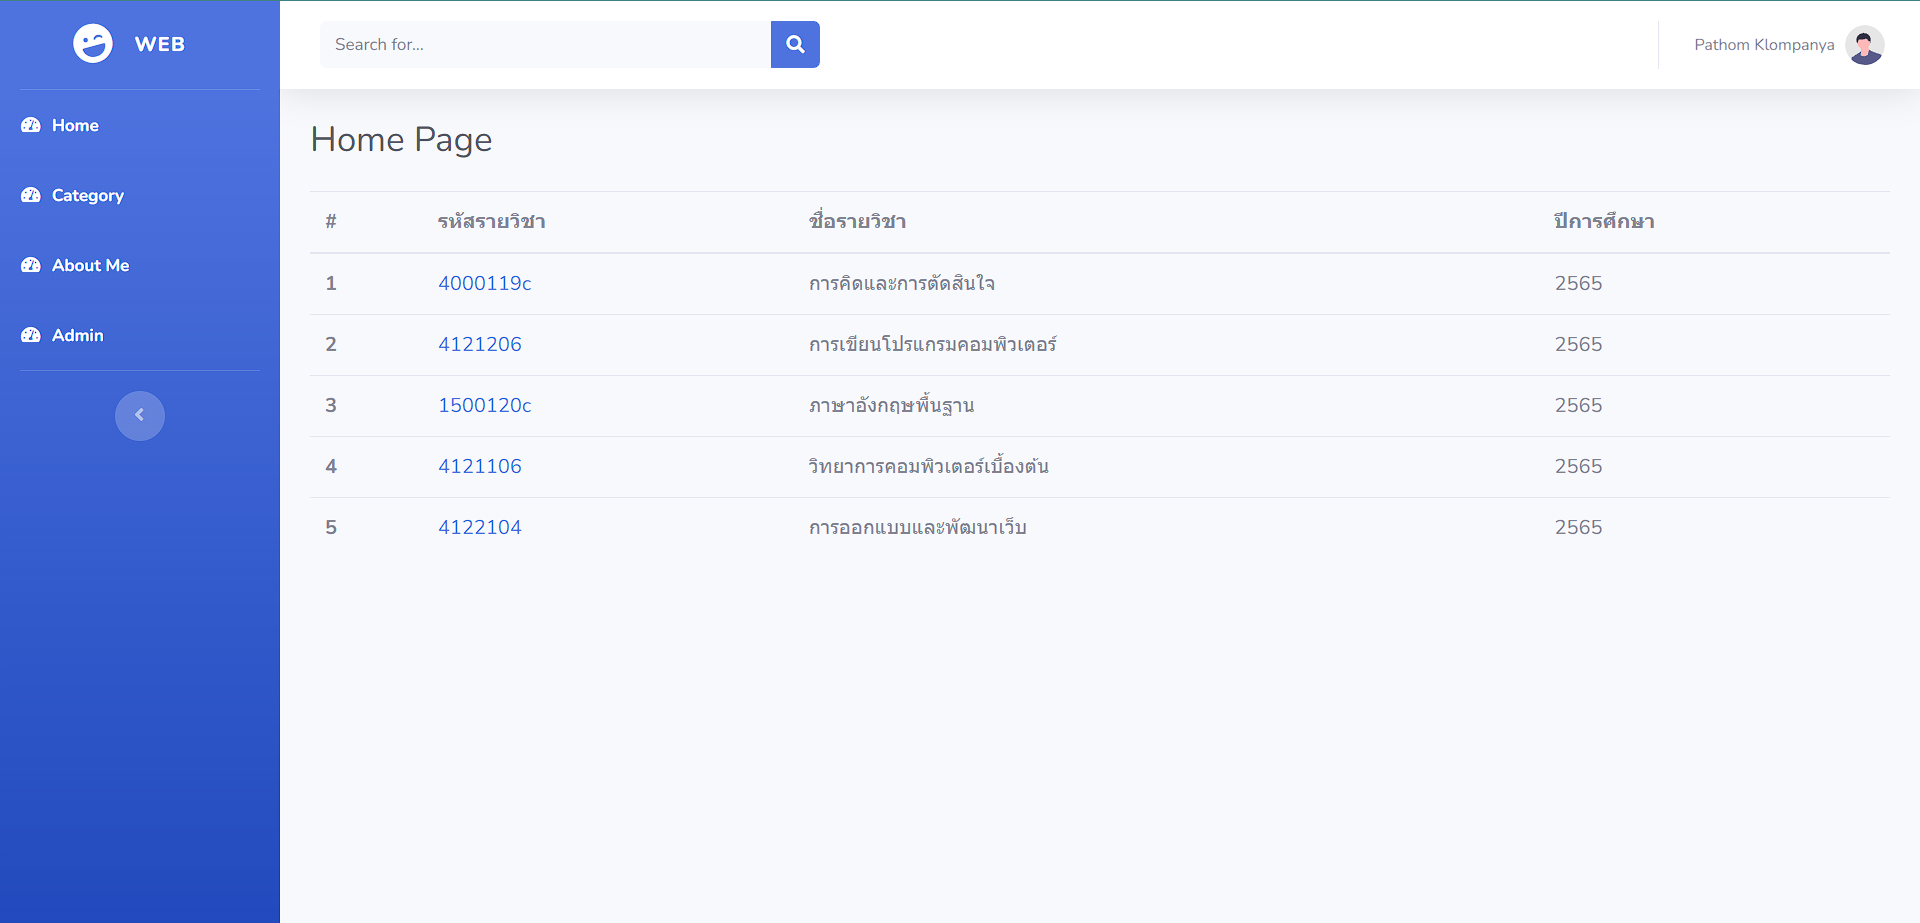 WEB
Search for...
Pathom Klompanya
Home
Category
About Me
Admin
Home Page
# รหัสรายวิชา ชื่อรายวิชา ปีการศึกษา
1 4000119c การคิดและการตัดสินใจ 2565
2 4121206 การเขียนโปรแกรมคอมพิวเตอร์ 2565
3 1500120c ภาษาอังกฤษพื้นฐาน 2565
4 4121106 วิทยาการคอมพิวเตอร์เบื้องต้น 2565
5 4122104 การออกแบบและพัฒนาเว็บ 2565